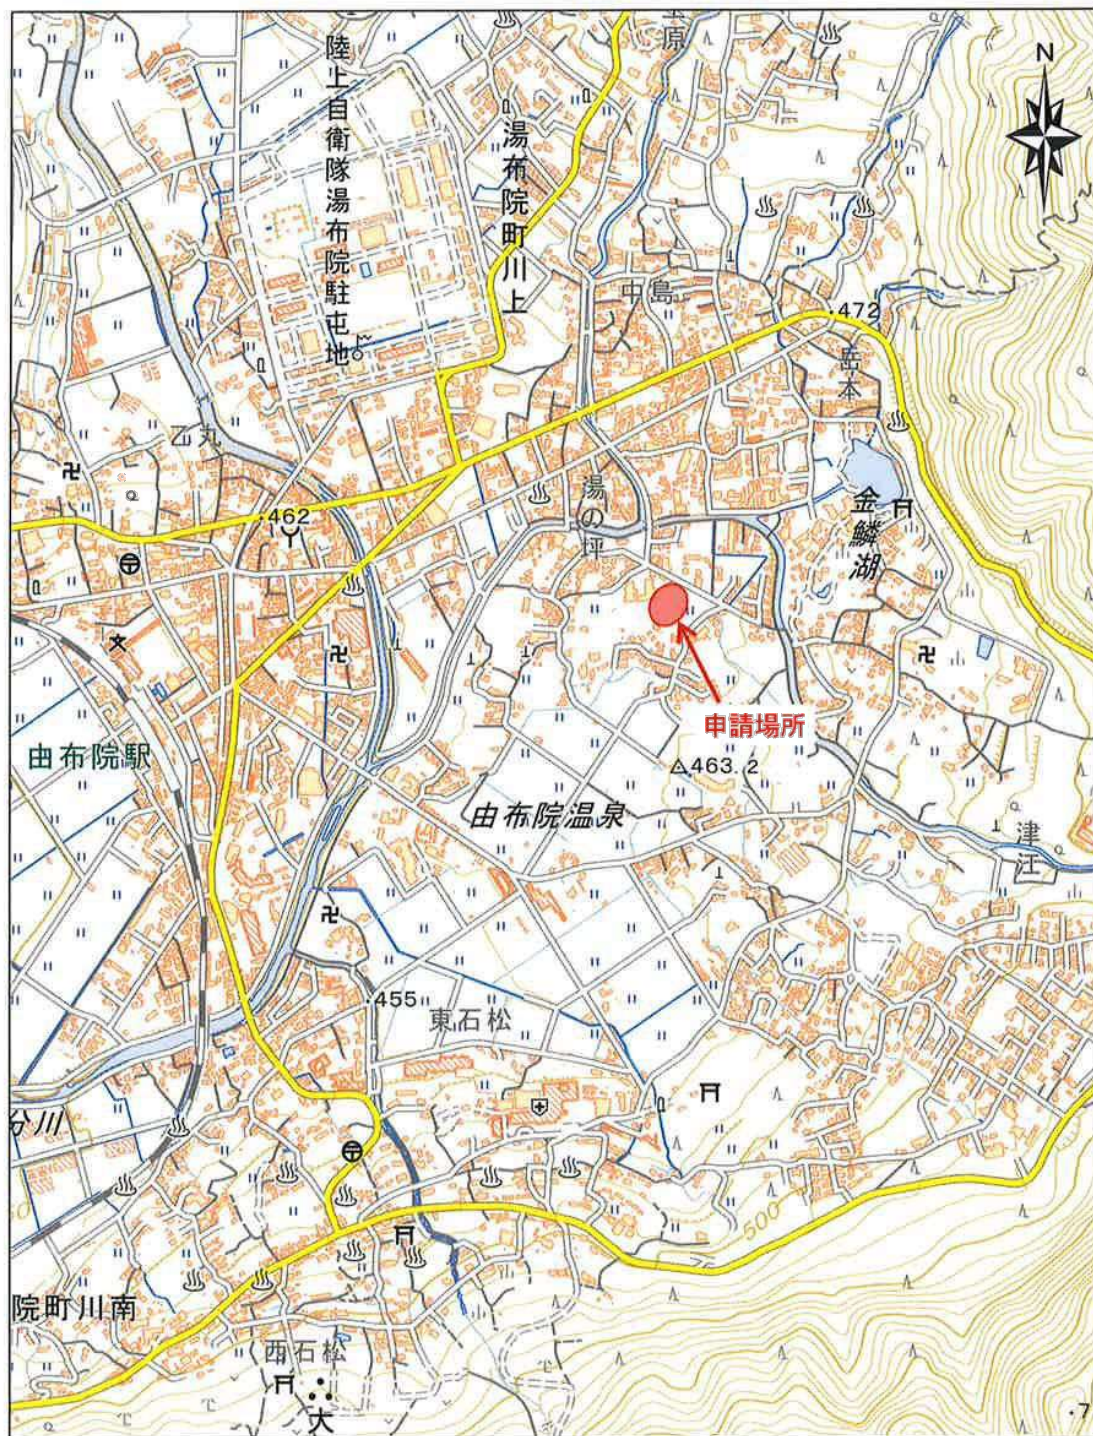 原
N
陸上自衛隊湯布院駐屯地
湯布院町川上
中島
472
岳本
乙丸
462
湯の坪
金鱗湖
申請場所
由布院駅
463.2
由布院温泉
津江
455
東石松
分川
500
院町川南
西石松
大
7